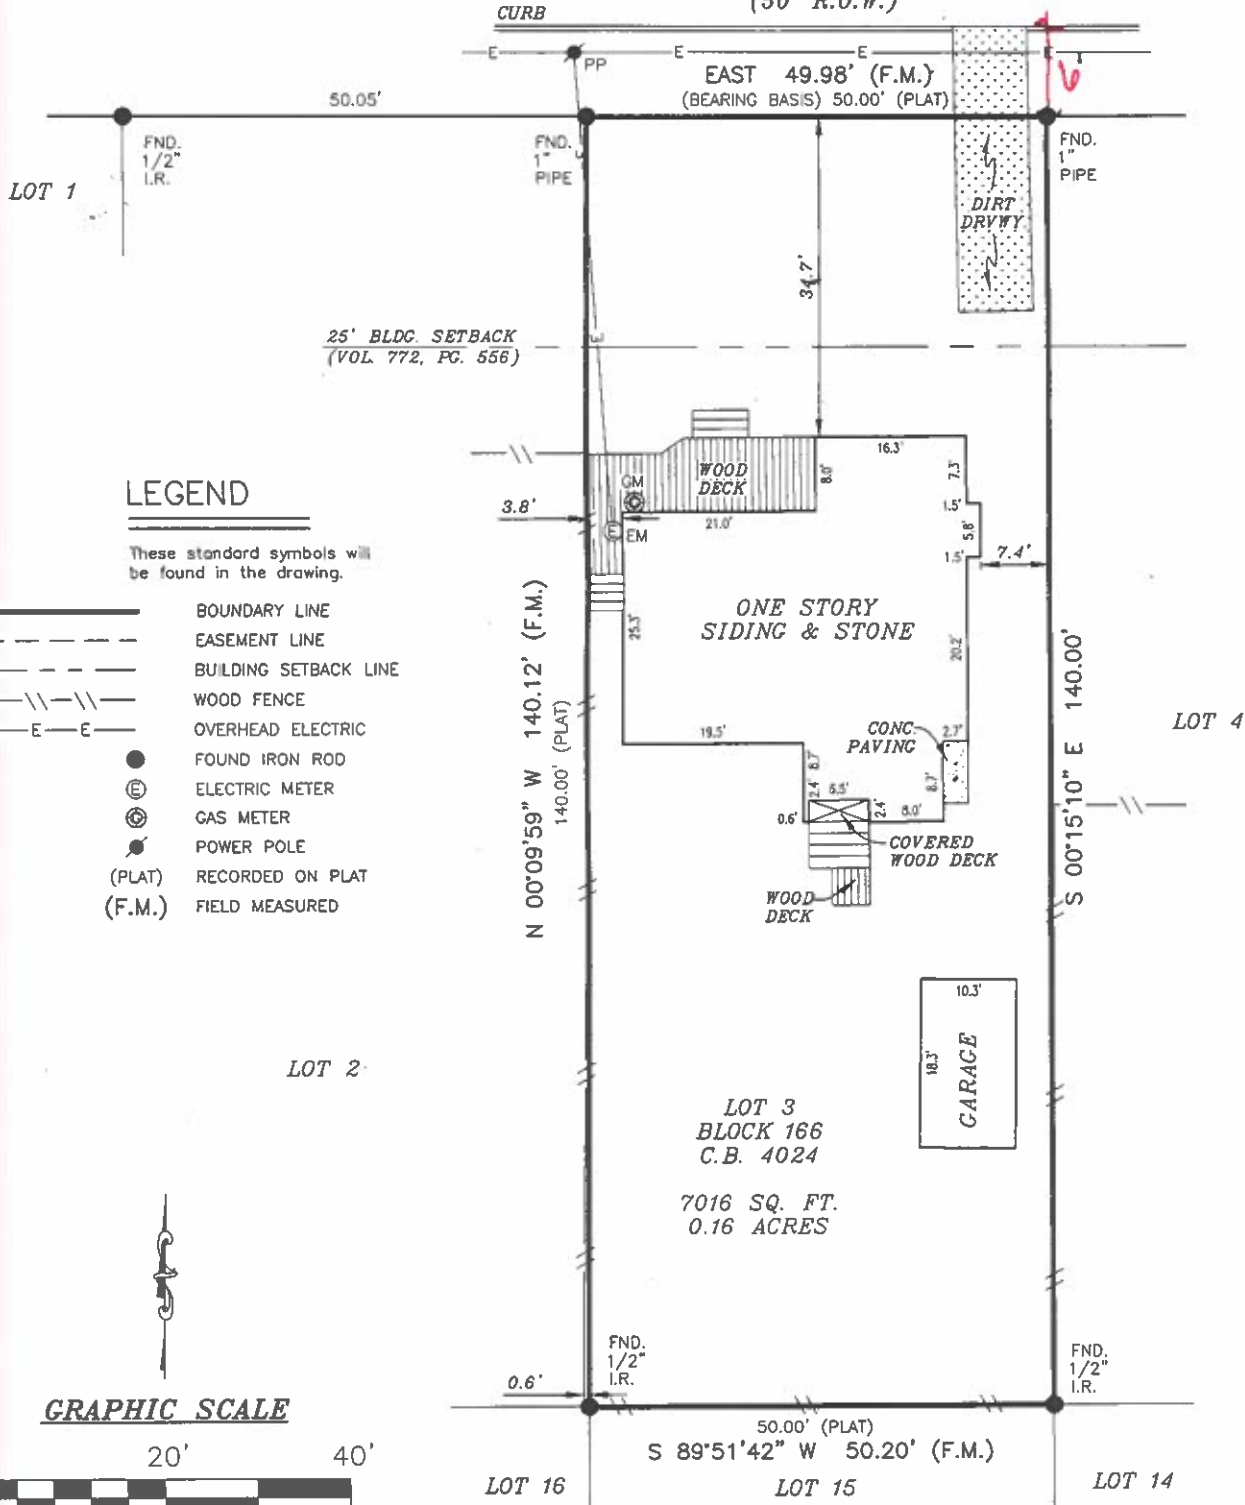 (50' R.O.W.)
CURB
E
E
E
E
PP
6
EAST 49.98' (F.M.)
(BEARING BASIS) 50.00' (PLAT)
50.05'
FND.
1/2"
I.R.
FND.
1"
PIPE
FND.
1"
PIPE
LOT 1
DIRT
DRVWY
34.7'
25' BLDG. SETBACK
(VOL. 772, PG. 556)
E
16.3'
WOOD
DECK
8.0'
7.3'
GM
3.8'
21.0'
1.5'
5.8'
E EM
1.5'
7.4'
LEGEND
These standard symbols will
be found in the drawing.
BOUNDARY LINE
EASEMENT LINE
BUILDING SETBACK LINE
WOOD FENCE
E E OVERHEAD ELECTRIC
FOUND IRON ROD
E ELECTRIC METER
G GAS METER
POWER POLE
(PLAT) RECORDED ON PLAT
(F.M.) FIELD MEASURED
N 00°09'59" W 140.12' (F.M.)
140.00' (PLAT)
25.3'
ONE STORY
SIDING & STONE
20.2'
S 00°15'10" E 140.00'
LOT 4
19.5'
CONC.
PAVING
2.7'
6.7'
2.4'
6.5'
2.4'
8.7'
0.6'
8.0'
COVERED
WOOD DECK
WOOD
DECK
10.3'
18.3'
GARAGE
LOT 2
LOT 3
BLOCK 166
C.B. 4024
7016 SQ. FT.
0.16 ACRES
FND.
1/2"
I.R.
FND.
1/2"
I.R.
0.6'
GRAPHIC SCALE
20' 40'
50.00' (PLAT)
S 89°51'42" W 50.20' (F.M.)
LOT 16
LOT 15
LOT 14